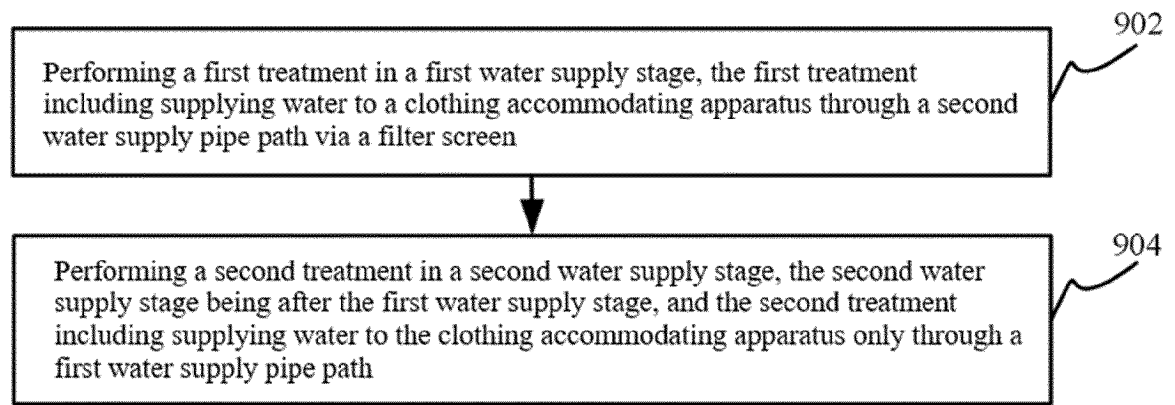 902
Performing a first treatment in a first water supply stage, the first treatment
including supplying water to a clothing accommodating apparatus through a second
water supply pipe path via a filter screen
904
Performing a second treatment in a second water supply stage, the second water
supply stage being after the first water supply stage, and the second treatment
including supplying water to the clothing accommodating apparatus only through a
first water supply pipe path